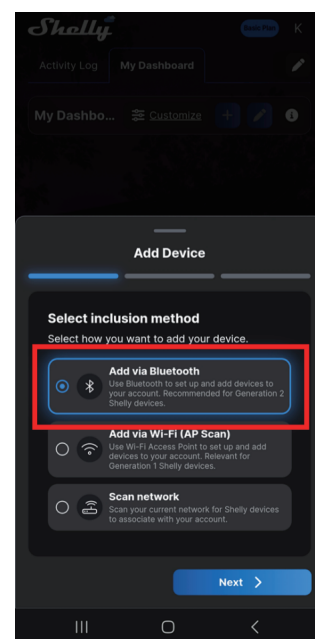 Shelly
Basic Plan
K
Activity Log
My Dashboard
My Dashbo...
Customize
Add Device
Select inclusion method
Select how you want to add your device.
Add via Bluetooth
Use Bluetooth to set up and add devices to
your account. Recommended for Generation 2
Shelly devices.
Add via Wi-Fi (AP Scan)
Use Wi-Fi Access Point to set up and add
devices to your account. Relevant for
Generation 1 Shelly devices.
Scan network
Scan your current network for Shelly devices
to associate with your account.
Next